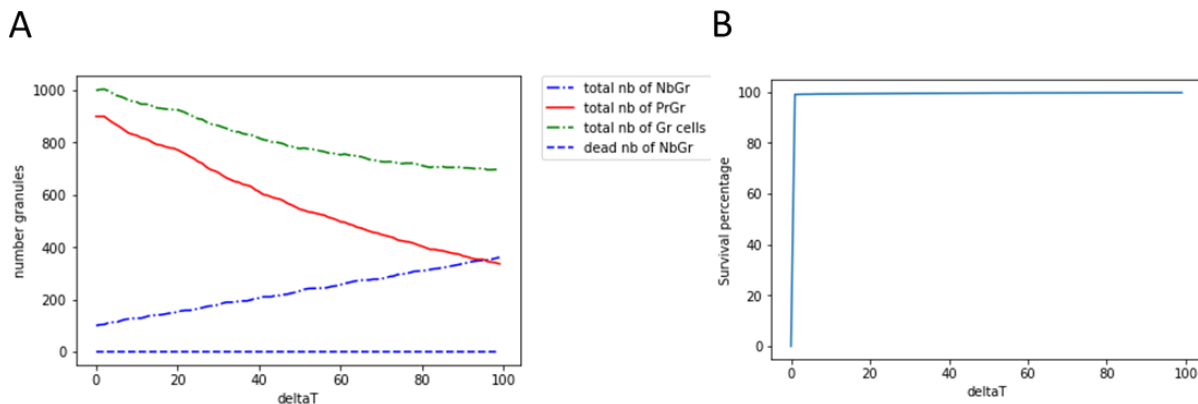 A
B
1000
800
600
400
200
0
number granules
0 20 40 60 80 100
deltaT
total nb of NbGr
total nb of PrGr
total nb of Gr cells
dead nb of NbGr
100
80
60
40
20
0
Survival percentage
0 20 40 60 80 100
deltaT